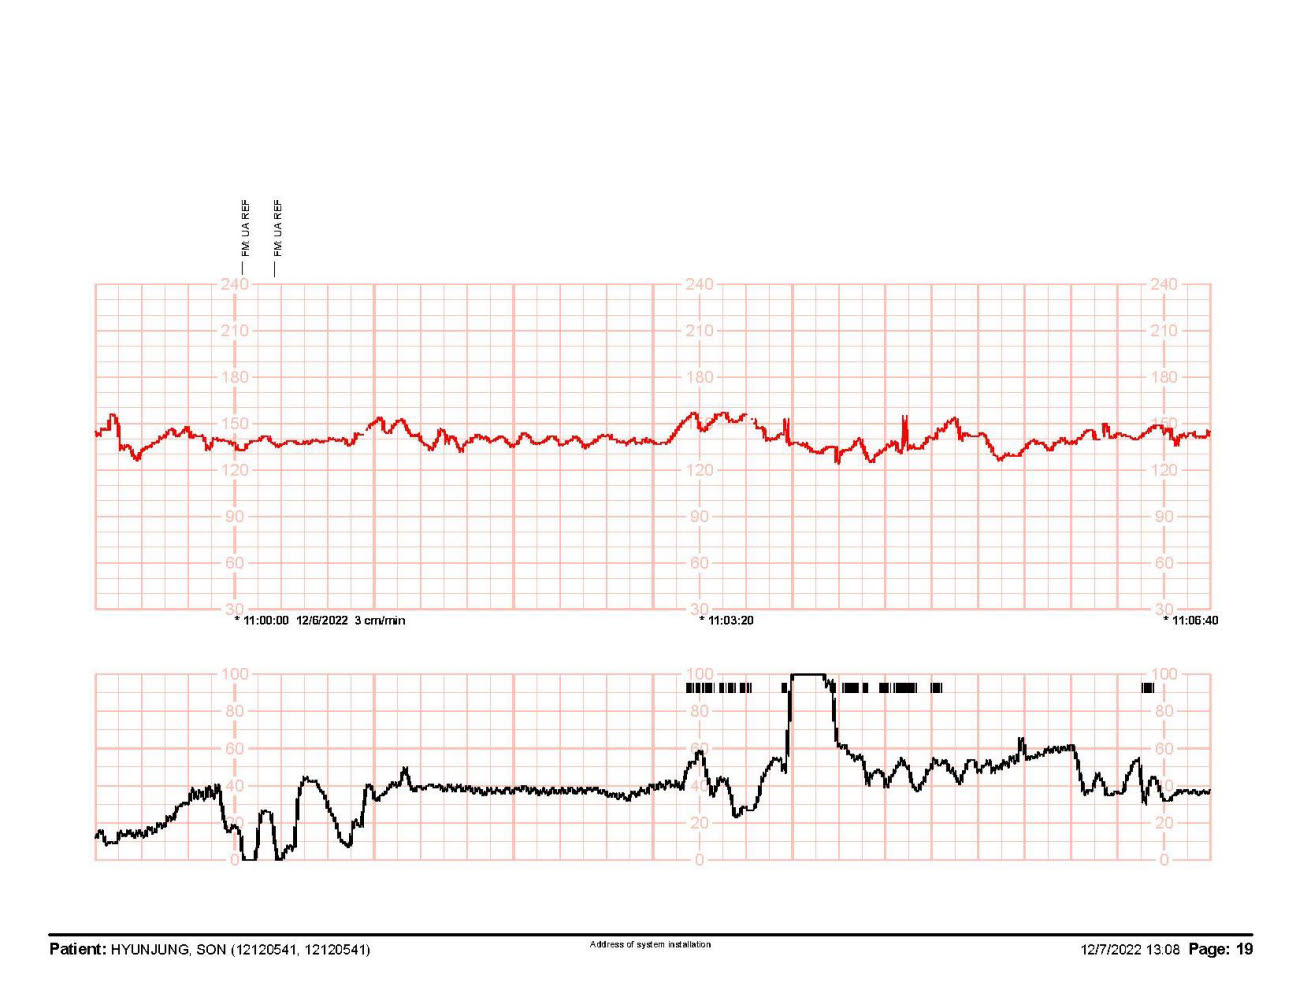 FM: UA REF
FM: UA REF
240 240 240
210 210 210
180 180 180
150 150 150
120 120 120
90 90 90
60 60 60
30 30 30
* 11:00:00 12/6/2022 3 cm/min * 11:03:20 * 11:06:40
100 100 100
80 80 80
60 60 60
40 40 40
20 20 20
0 0 0
Patient: HYUNJUNG, SON (12120541, 12120541) Address of system installation 12/7/2022 13:08 Page: 19